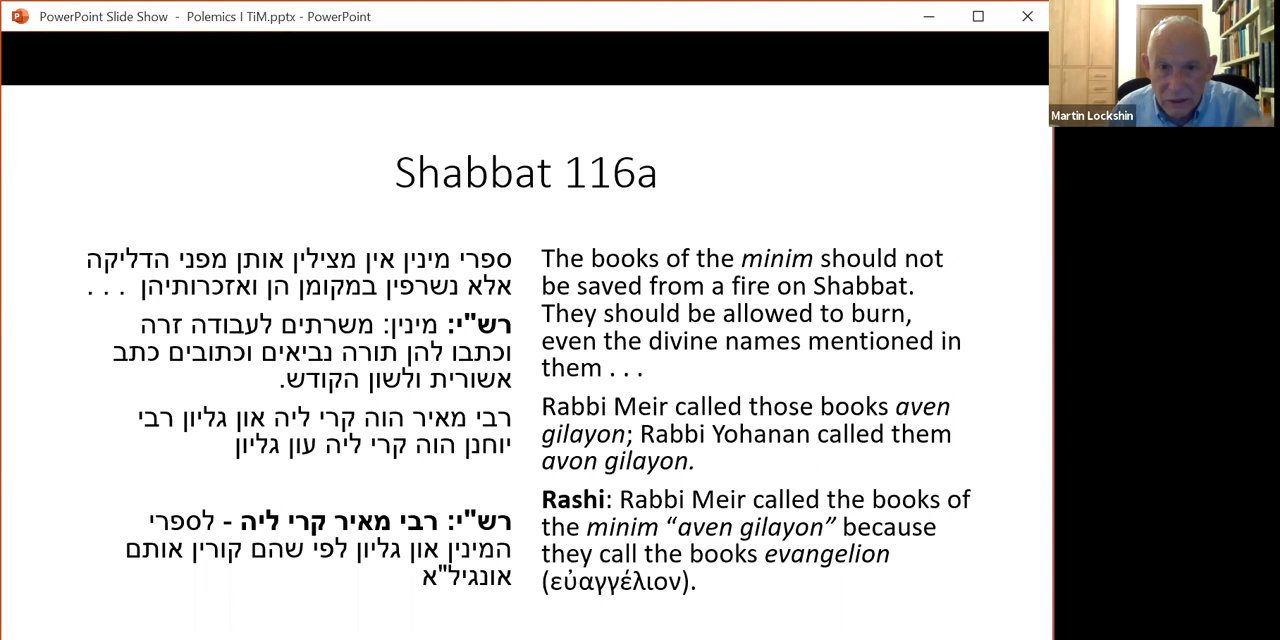 PowerPoint Slide Show - Polemics I TiM.pptx - PowerPoint
Martin Lockshin
Shabbat 116a
ספרי מינין אין מצילין אותן מפני הדליקה
אלא נשרפין במקומן הן ואזכרותיהן . . .
רש"י: מינין: משרתים לעבודה זרה
וכתבו להן תורה נביאים וכתובים כתב
אשורית ולשון הקודש.
רבי מאיר הוה קרי ליה און גליון רבי
יוחנן הוה קרי ליה עון גליון
רש"י: רבי מאיר קרי ליה - לספרי
המינין און גליון לפי שהם קורין אותם
אונגיל"א
The books of the minim should not
be saved from a fire on Shabbat.
They should be allowed to burn,
even the divine names mentioned in
them . . .
Rabbi Meir called those books aven
gilayon; Rabbi Yohanan called them
avon gilayon.
Rashi: Rabbi Meir called the books of
the minim “aven gilayon” because
they call the books evangelion
(εὐαγγέλιον).